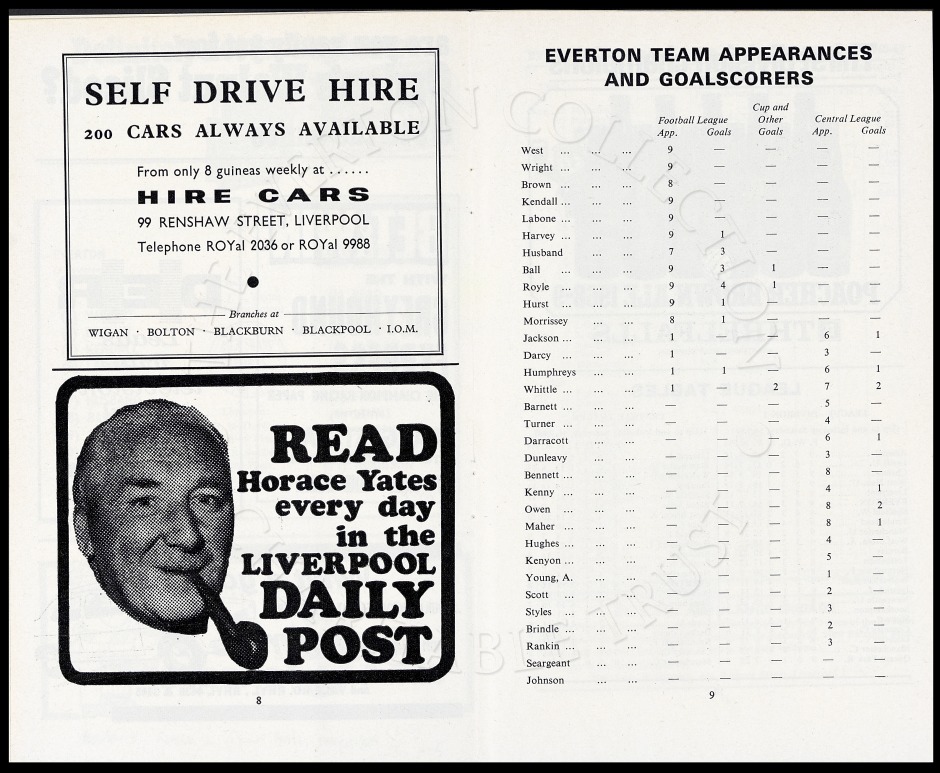 SELF DRIVE HIRE
200 CARS ALWAYS AVAILABLE
From only 8 guineas weekly at ......
HIRE CARS
99 RENSHAW STREET, LIVERPOOL
Telephone ROYal 2036 or ROYal 9988
Branches at
WIGAN · BOLTON · BLACKBURN · BLACKPOOL · I.O.M.
READ
Horace Yates
every day
in the
LIVERPOOL
DAILY
POST
8
EVERTON TEAM APPEARANCES
AND GOALSCORERS
Football League Cup and Other Goals Central League
App. Goals App. Goals
West ... ... ... 9 — — — —
Wright ... ... ... 9 — — — —
Brown ... ... ... 8 — — — —
Kendall ... ... ... 9 — — — —
Labone ... ... ... 9 — — — —
Harvey ... ... ... 9 1 — — —
Husband ... ... 7 3 — — —
Ball ... ... ... 9 3 1 — —
Royle ... ... ... 9 4 1 — —
Hurst ... ... ... 9 1 — — —
Morrissey ... 8 1 — — —
Jackson ... ... ... 1 — — 6 1
Darcy ... ... ... 1 — — 3 —
Humphreys ... ... 1 1 — 6 1
Whittle ... ... ... 1 — 2 7 2
Barnett ... ... ... — — — 5 —
Turner ... ... ... — — — 4 —
Darracott ... ... — — — 6 1
Dunleavy ... ... — — — 3 —
Bennett ... ... ... — — — 8 —
Kenny ... ... ... — — — 4 1
Owen ... ... ... — — — 8 2
Maher ... ... ... — — — 8 1
Hughes ... ... ... — — — 4 —
Kenyon ... ... ... — — — 5 —
Young, A. ... ... — — — 1 —
Scott ... ... ... — — — 2 —
Styles ... ... ... — — — 3 —
Brindle ... ... ... — — — 2 —
Rankin ... ... ... — — — 3 —
Seargeant ... ... — — — — —
Johnson ... ... — — — — —
9